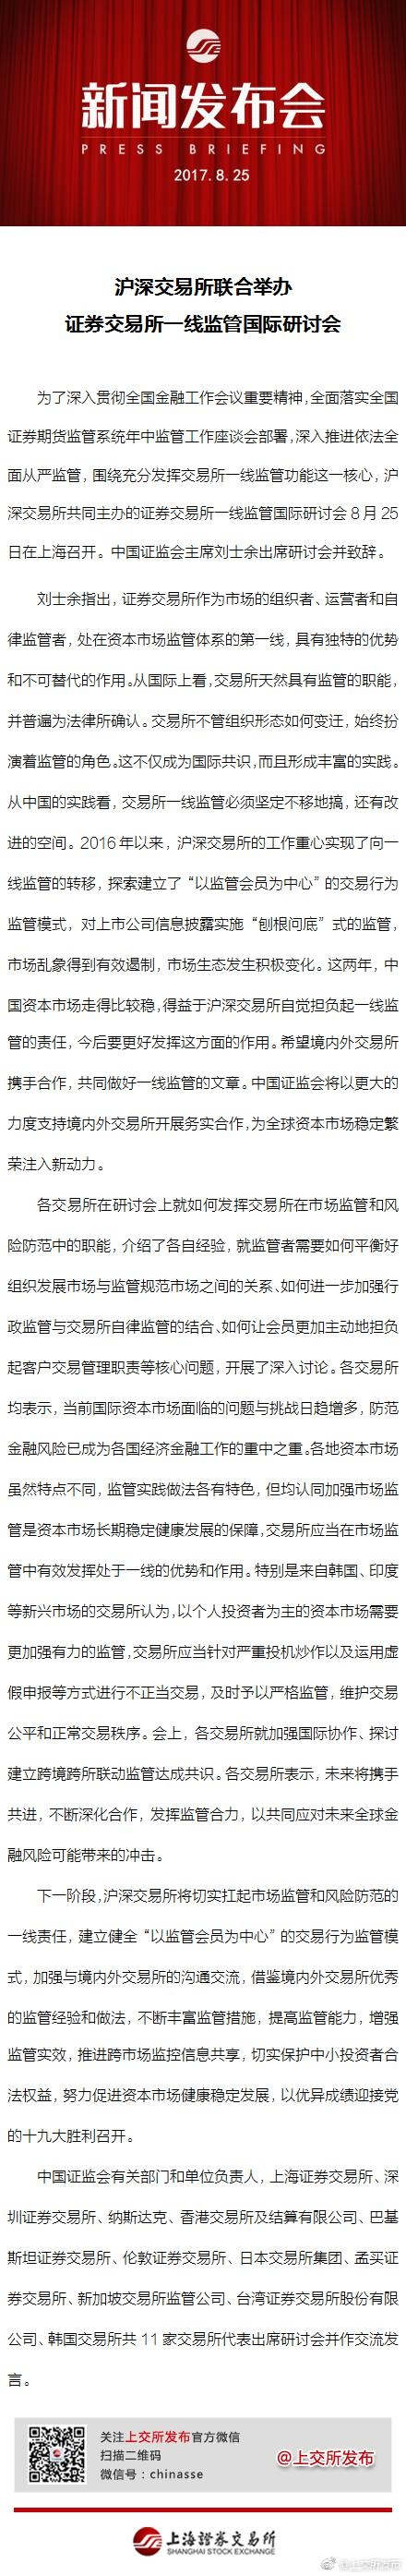 新闻发布会
PRESS BRIEFING
2017.8.25
沪深交易所联合举办
证券交易所一线监管国际研讨会
为了深入贯彻全国金融工作会议重要精神,全面落实全国
证券期货监管系统年中监管工作座谈会部署,深入推进依法全
面从严监管，围绕充分发挥交易所一线监管功能这一核心，沪
深交易所共同主办的证券交易所一线监管国际研讨会 8 月 25
日在上海召开。中国证监会主席刘士余出席研讨会并致辞。
刘士余指出，证券交易所作为市场的组织者、运营者和自
律监管者，处在资本市场监管体系的第一线，具有独特的优势
和不可替代的作用。从国际上看,交易所天然具有监管的职能，
并普遍为法律所确认。交易所不管组织形态如何变迁，始终扮
演着监管的角色。这不仅成为国际共识,而且形成丰富的实践。
从中国的实践看，交易所一线监管必须坚定不移地搞，还有改
进的空间。2016 年以来，沪深交易所的工作重心实现了向一
线监管的转移，探索建立了“以监管会员为中心”的交易行为
监管模式，对上市公司信息披露实施“刨根问底”式的监管，
市场乱象得到有效遏制，市场生态发生积极变化。这两年，中
国资本市场走得比较稳,得益于沪深交易所自觉担负起一线监
管的责任，今后要更好发挥这方面的作用。希望境内外交易所
携手合作，共同做好一线监管的文章。中国证监会将以更大的
力度支持境内外交易所开展务实合作,为全球资本市场稳定繁
荣注入新动力。
各交易所在研讨会上就如何发挥交易所在市场监管和风
险防范中的职能，介绍了各自经验，就监管者需要如何平衡好
组织发展市场与监管规范市场之间的关系、如何进一步加强行
政监管与交易所自律监管的结合、如何让会员更加主动地担负
起客户交易管理职责等核心问题，开展了深入讨论。各交易所
均表示，当前国际资本市场面临的问题与挑战日趋增多，防范
金融风险已成为各国经济金融工作的重中之重。各地资本市场
虽然特点不同，监管实践做法各有特色，但均认同加强市场监
管是资本市场长期稳定健康发展的保障,交易所应当在市场监
管中有效发挥处于一线的优势和作用。特别是来自韩国、印度
等新兴市场的交易所认为,以个人投资者为主的资本市场需要
更加强有力的监管,交易所应当针对严重投机炒作以及运用虚
假申报等方式进行不正当交易，及时予以严格监管，维护交易
公平和正常交易秩序。会上，各交易所就加强国际协作、探讨
建立跨境跨所联动监管达成共识。各交易所表示，未来将携手
共进，不断深化合作，发挥监管合力，以共同应对未来全球金
融风险可能带来的冲击。
下一阶段,沪深交易所将切实扛起市场监管和风险防范的
一线责任，建立健全“以监管会员为中心”的交易行为监管模
式，加强与境内外交易所的沟通交流，借鉴境内外交易所优秀
的监管经验和做法，不断丰富监管措施，提高监管能力，增强
监管实效，推进跨市场监控信息共享，切实保护中小投资者合
法权益，努力促进资本市场健康稳定发展，以优异成绩迎接党
的十九大胜利召开。
中国证监会有关部门和单位负责人，上海证券交易所、深
圳证券交易所、纳斯达克、香港交易所及结算有限公司、巴基
斯坦证券交易所、伦敦证券交易所、日本交易所集团、孟买证
券交易所、新加坡交易所监管公司、台湾证券交易所股份有限
公司、韩国交易所共 11 家交易所代表出席研讨会并作交流发
言。
关注上交所发布官方微信
扫描二维码
微信号：chinasse
@上交所发布
上海證券交易所
SHANGHAI STOCK EXCHANGE
@上交所发布